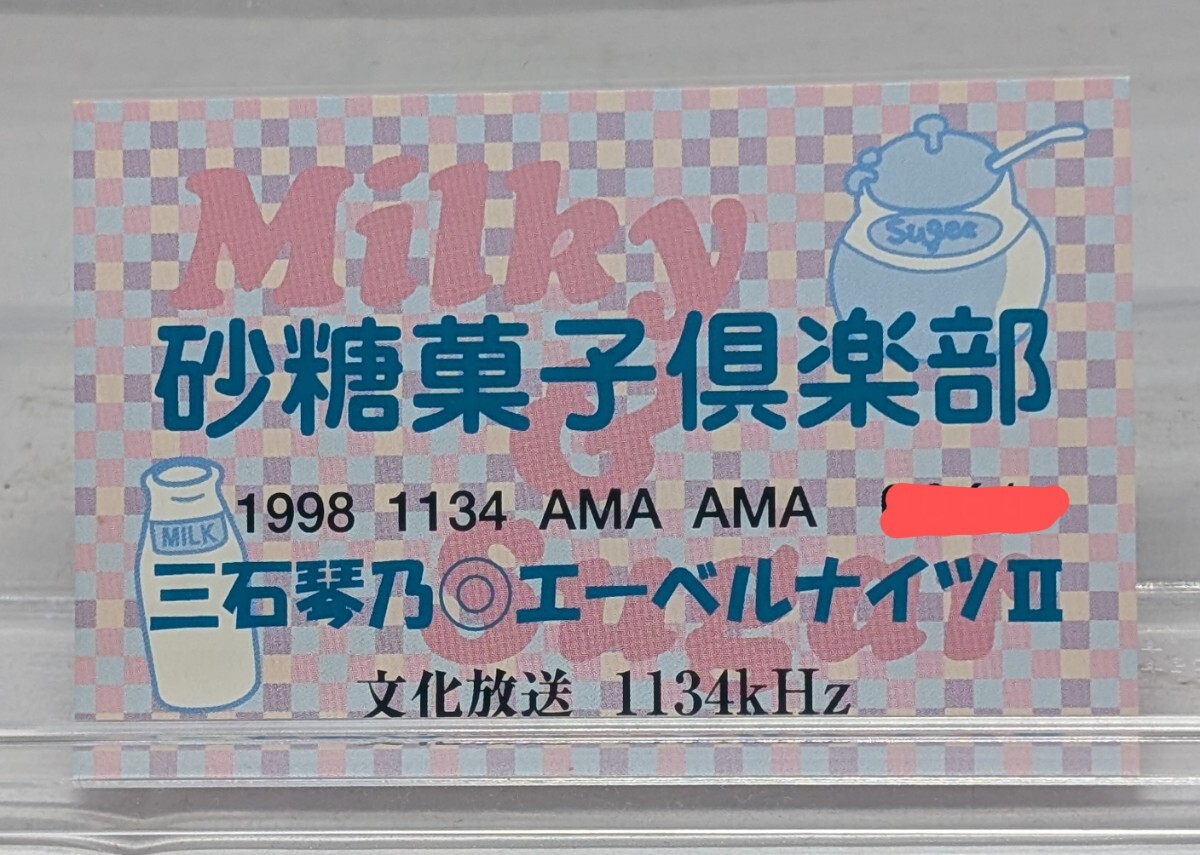 Milky
Sugar
砂糖菓子倶楽部
&
1998 1134 AMA AMA
MILK
三石琴乃◎エーベルナイツⅡ
Sugar
文化放送 1134kHz